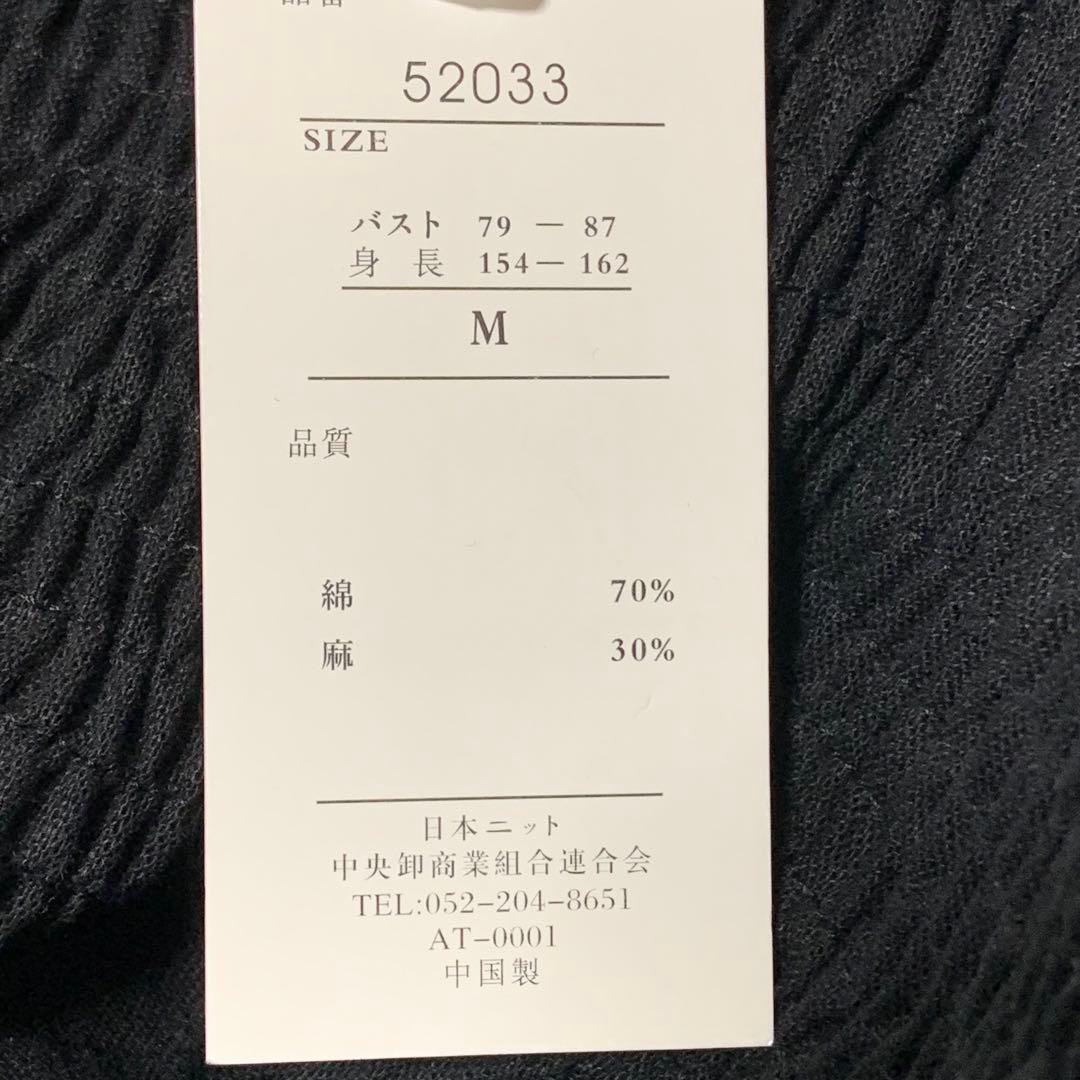 品番
52033
SIZE
バスト 79 — 87
身 長 154 — 162
M
品質
綿 70%
麻 30%
日本ニット
中央卸商業組合連合会
TEL:052-204-8651
AT-0001
中国製